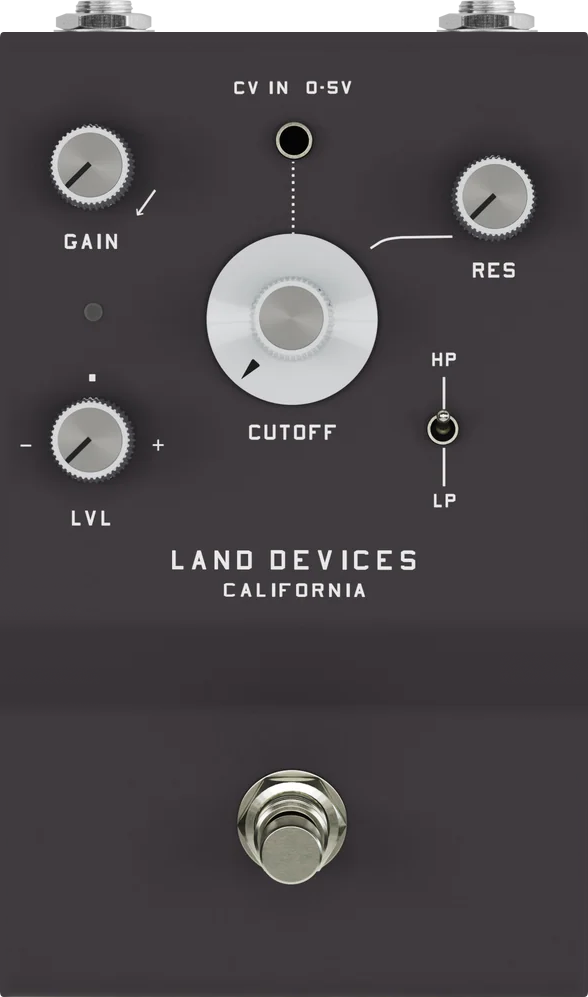 CV IN 0-5V
GAIN
RES
HP
CUTOFF
- +
LP
LVL
LAND DEVICES
CALIFORNIA